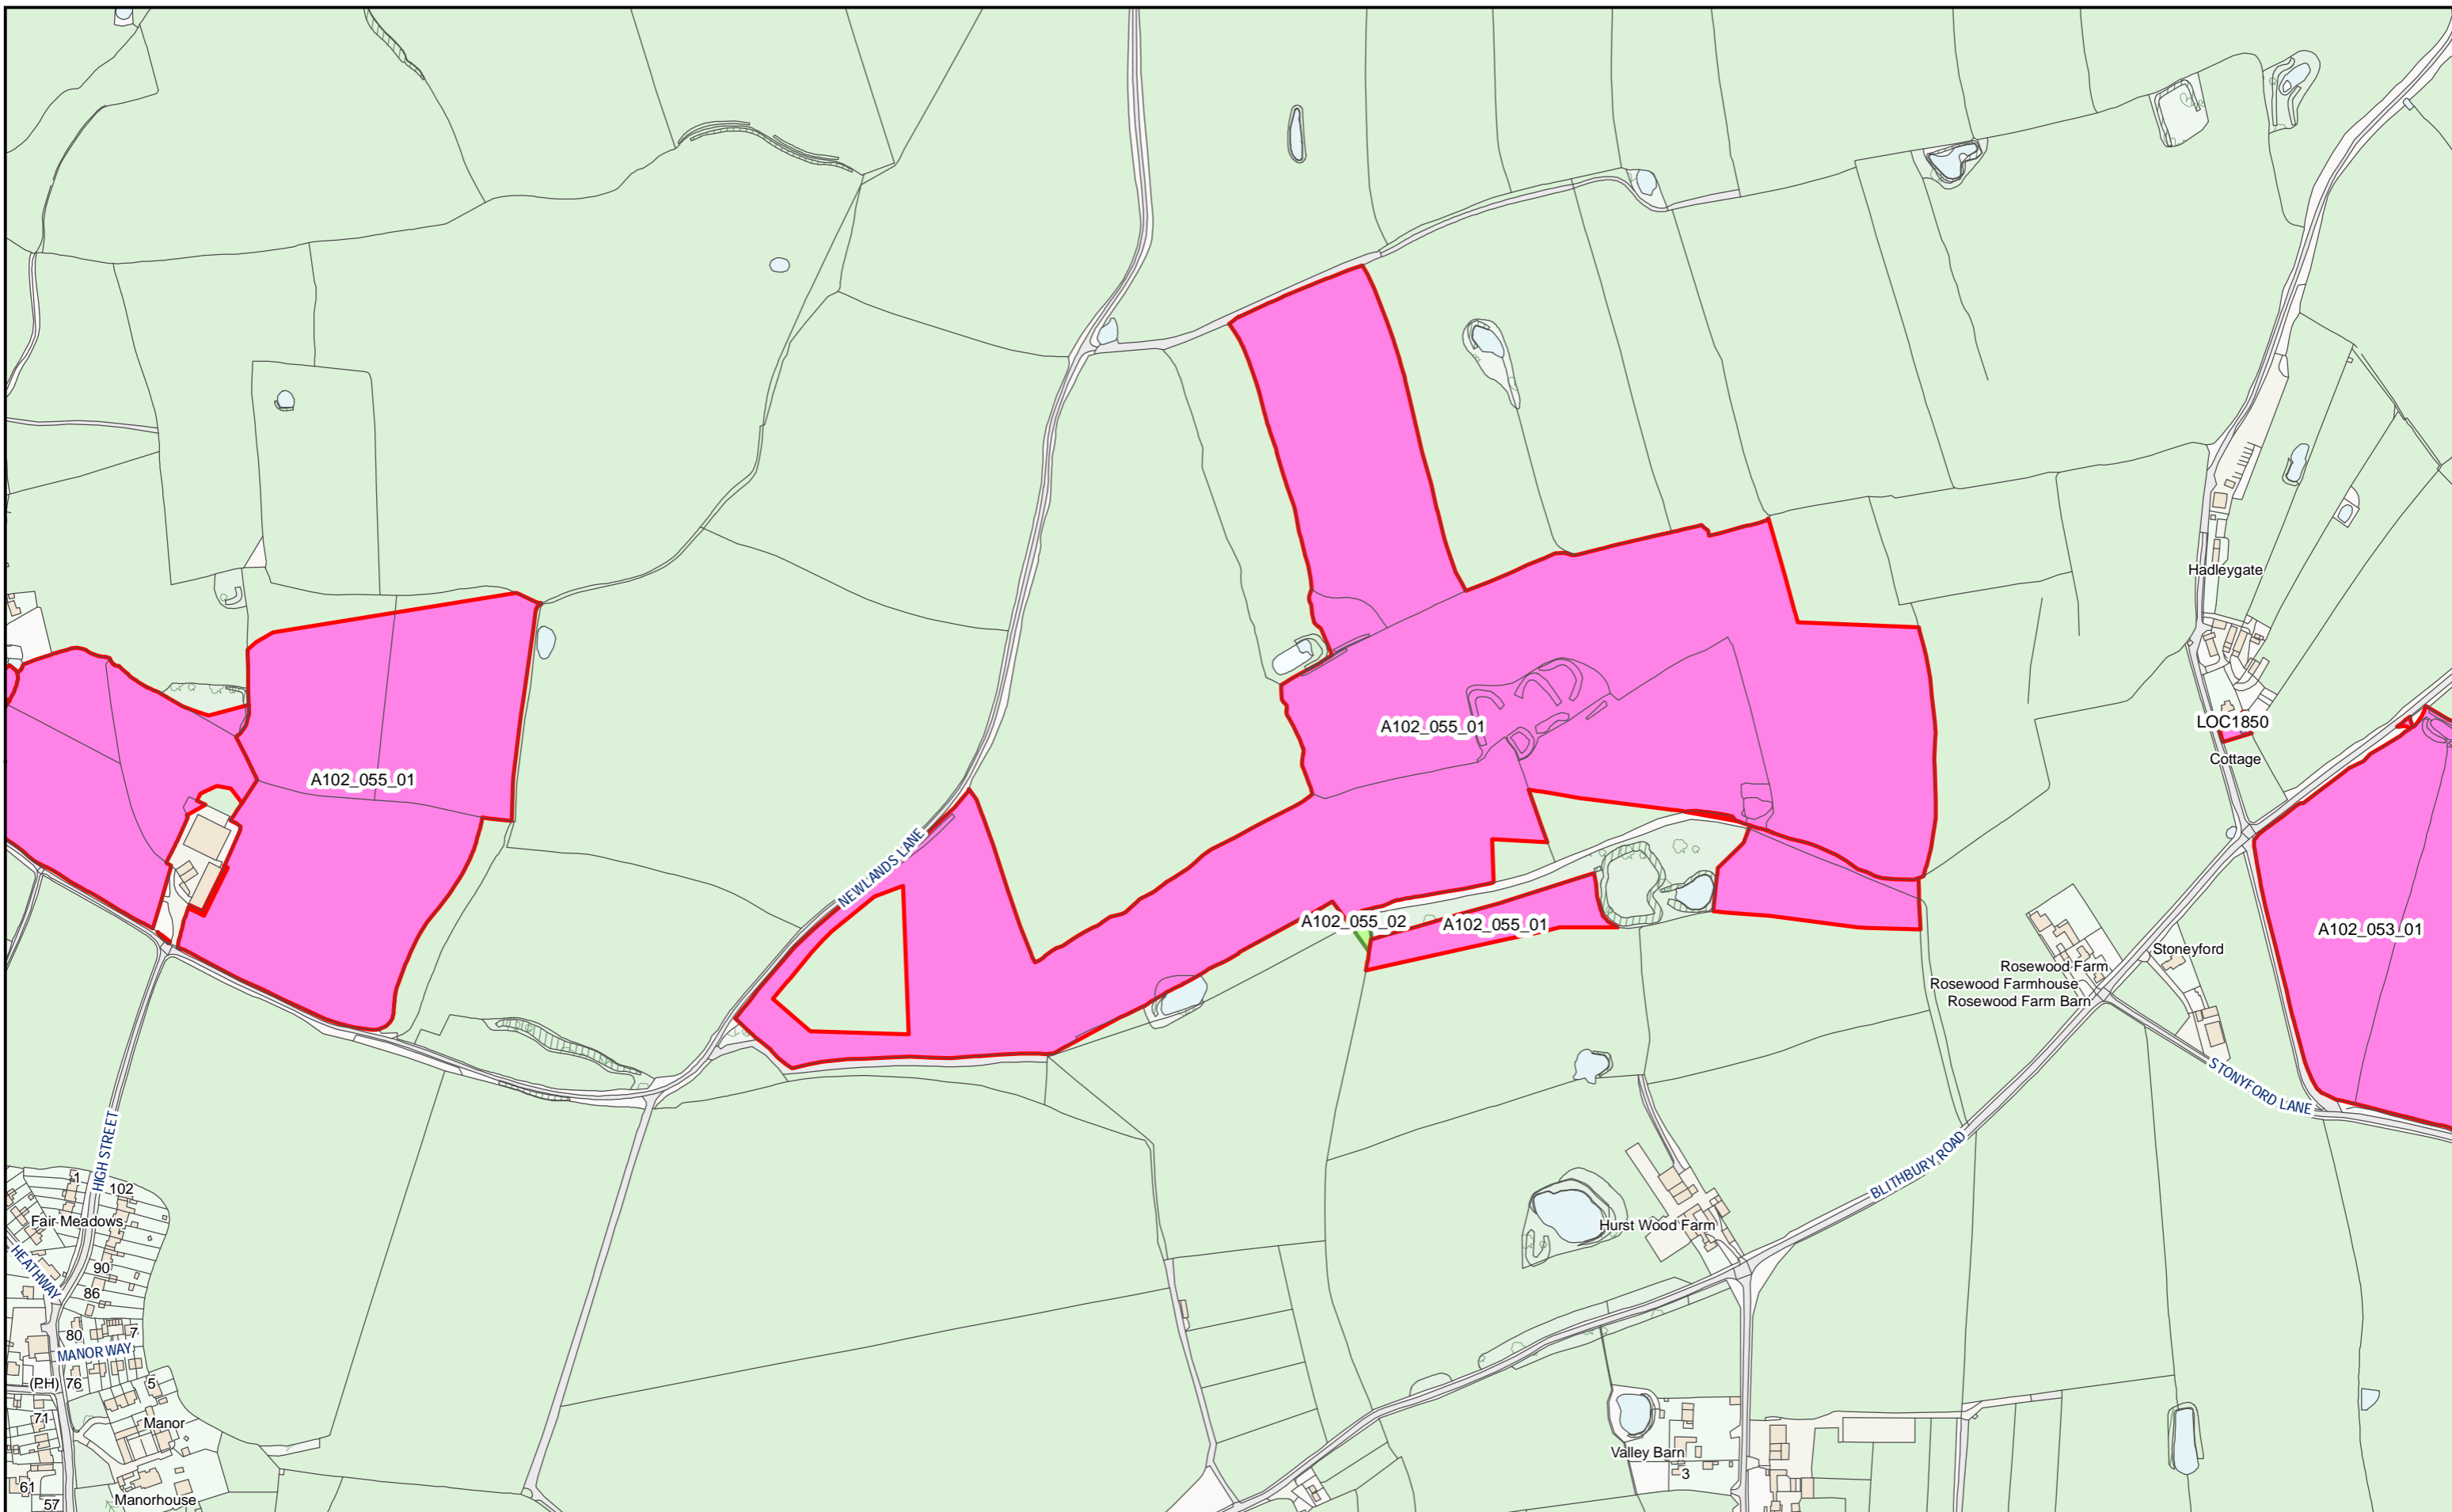 Hadleygate
LOC1850
A102_055_01
Cottage
A102_055_01
NEWLANDS LANE
A102_055_02
A102_055_01
A102_053_01
Stoneyford
Rosewood Farm
Rosewood Farmhouse
Rosewood Farm Barn
STONYFORD LANE
HIGH STREET
BLITHBURY ROAD
1
102
Fair Meadows
Hurst Wood Farm
HEATHWAY
90
86
80
7
MANOR WAY
(PH)
76
5
71
Manor
Valley Barn
3
61
Manorhouse
57